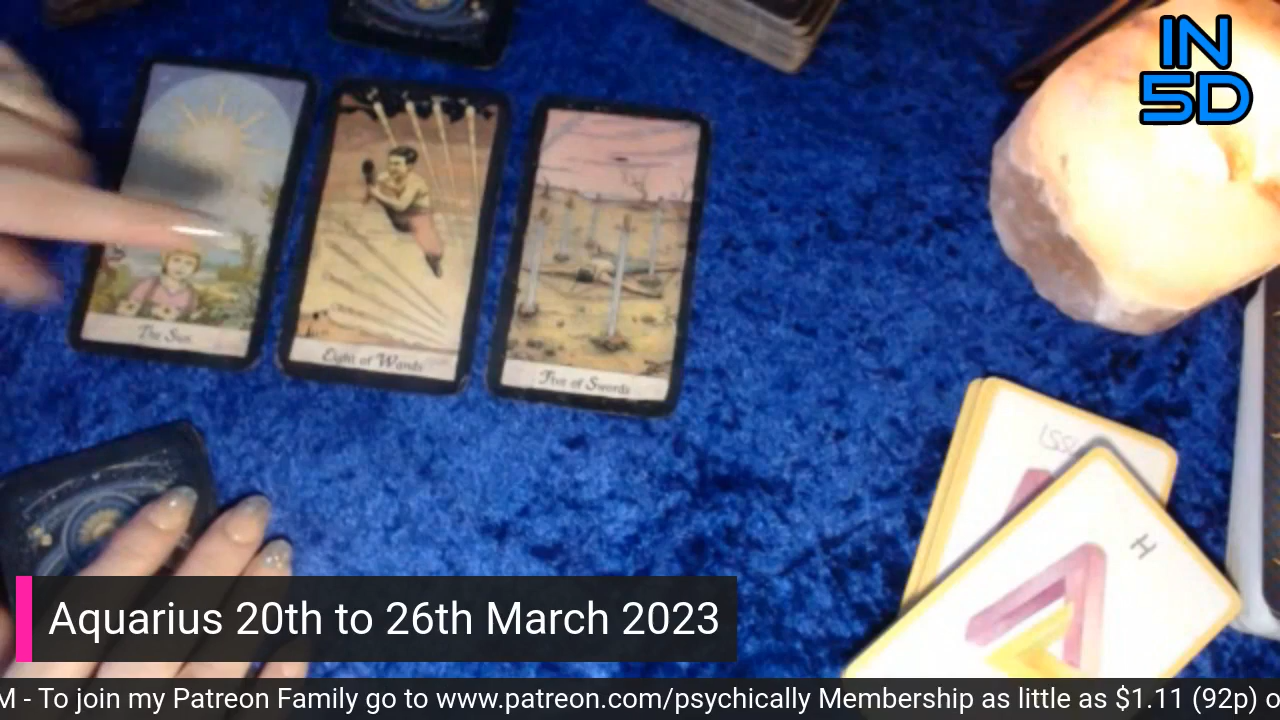 IN
5D
The Sun
Eight of Wands
Five of Swords
H
Aquarius 20th to 26th March 2023
M - To join my Patreon Family go to www.patreon.com/psychically Membership as little as $1.11 (92p) o